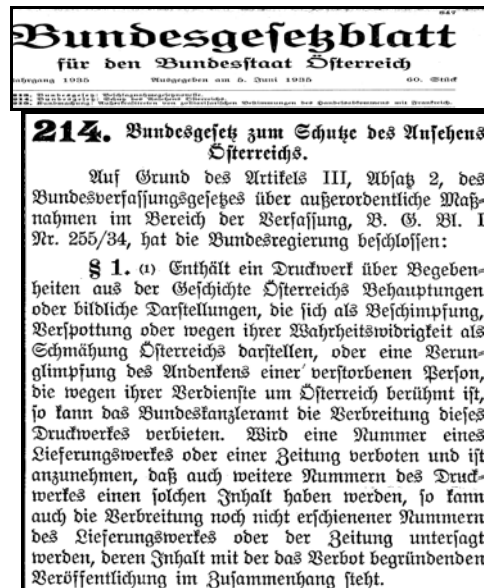 647
Bundesgesetzblatt
für den Bundesstaat Österreich
Jahrgang 1935 Ausgegeben am 5. Juni 1935 60. Stück
214. Bundesgesetz zum Schutze des Ansehens
Österreichs.
Auf Grund des Artikels III, Absatz 2, des
Bundesverfassungsgesetzes über außerordentliche Maß-
nahmen im Bereich der Verfassung, B. G. Bl. I
Nr. 255/34, hat die Bundesregierung beschlossen:
§ 1. (1) Enthält ein Druckwerk über Begeben-
heiten aus der Geschichte Österreichs Behauptungen
oder bildliche Darstellungen, die sich als Beschimpfung,
Verspottung oder wegen ihrer Wahrheitswidrigkeit als
Schmähung Österreichs darstellen, oder eine Verun-
glimpfung des Andenkens einer verstorbenen Person,
die wegen ihrer Verdienste um Österreich berühmt ist,
so kann das Bundeskanzleramt die Verbreitung dieses
Druckwerkes verbieten. Wird eine Nummer eines
Lieferungswerkes oder einer Zeitung verboten und ist
anzunehmen, daß auch weitere Nummern des Druck-
werkes einen solchen Inhalt haben werden, so kann
auch die Verbreitung noch nicht erschienener Nummern
des Lieferungswerkes oder der Zeitung untersagt
werden, deren Inhalt mit der das Verbot begründenden
Veröffentlichung im Zusammenhang steht.